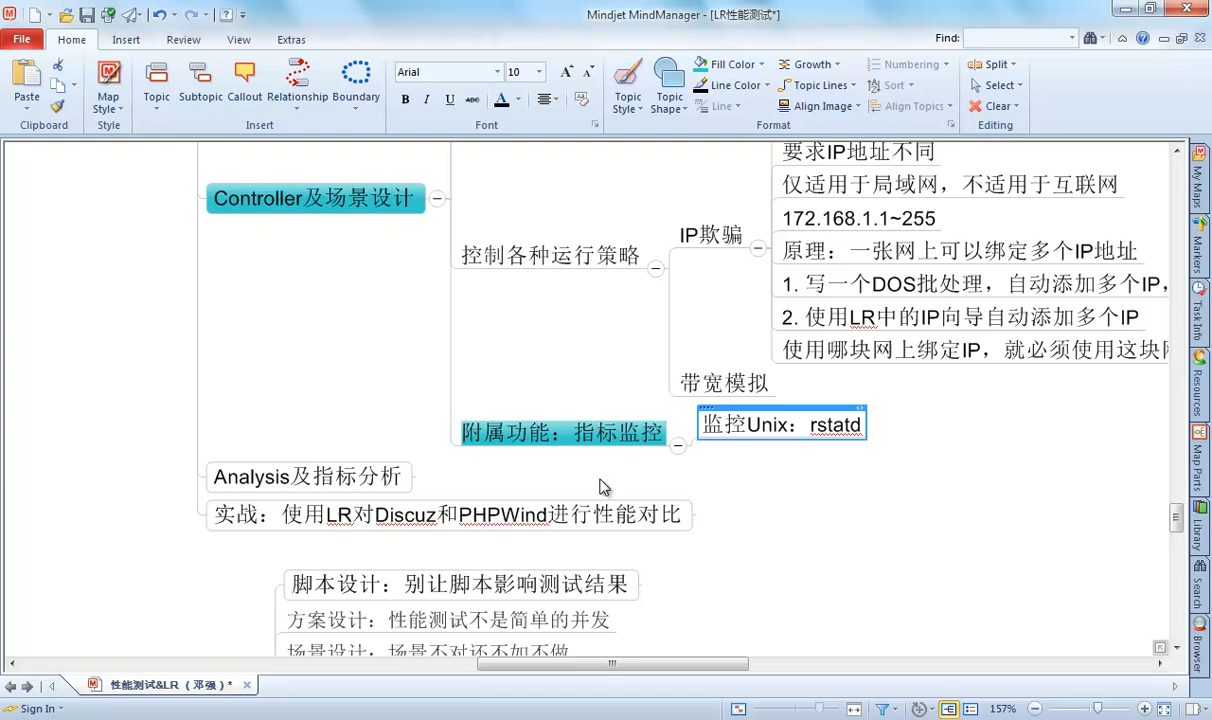 Mindjet MindManager - [LR性能测试*]
File
Home
Insert
Review
View
Extras
Find:
Paste
Map
Style
Topic
Subtopic
Callout
Relationship
Boundary
Arial
10
B
I
U
abc
A
Topic
Style
Topic
Shape
Fill Color
Line Color
Line
Growth
Topic Lines
Align Image
Numbering
Sort
Align Topics
Split
Select
Clear
Clipboard
Style
Insert
Font
Format
Editing
要求IP地址不同
Controller及场景设计
仅适用于局域网，不适用于互联网
172.168.1.1~255
IP欺骗
控制各种运行策略
原理：一张网上可以绑定多个IP地址
1. 写一个DOS批处理，自动添加多个IP，
2. 使用LR中的IP向导自动添加多个IP
使用哪块网上绑定IP，就必须使用这块
带宽模拟
附属功能：指标监控
监控Unix：rstatd
Analysis及指标分析
实战：使用LR对Discuz和PHPWind进行性能对比
脚本设计：别让脚本影响测试结果
方案设计：性能测试不是简单的并发
场景设计：场景不对还不如不做
My Maps
Markers
Task Info
Resources
Map Parts
Library
Search
Browser
性能测试&LR （邓强）*
Sign In
157%